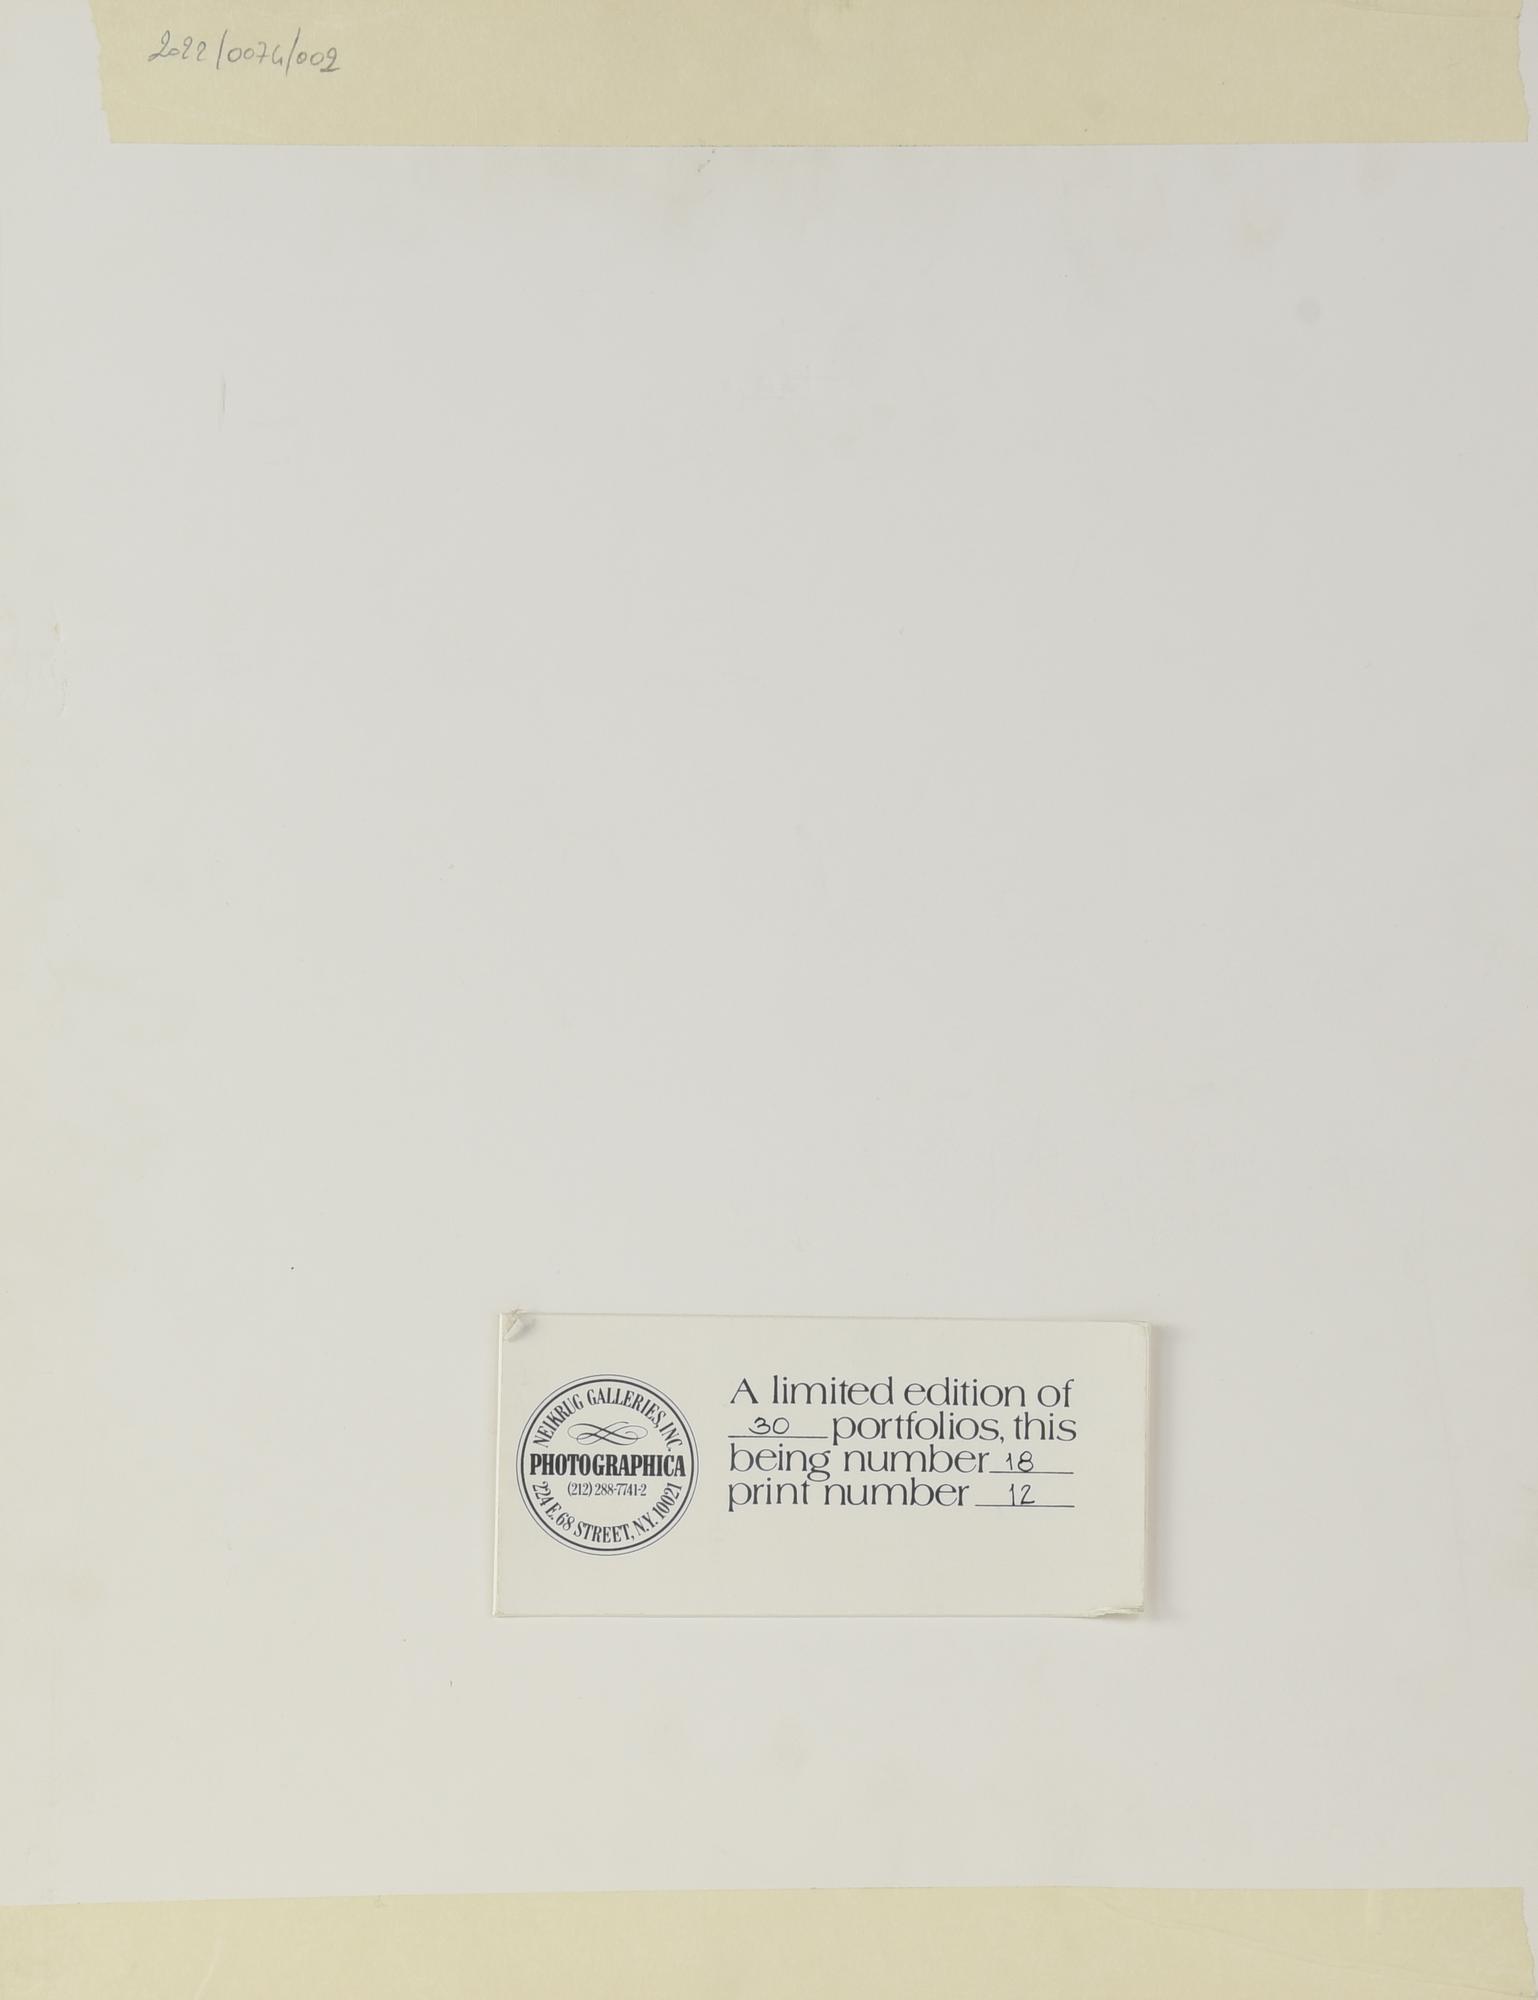 2022/0074/002
NEIKRUG GALLERIES, INC.
PHOTOGRAPHICA
(212) 288-7741-2
224 E. 68 STREET, N.Y. 10021
A limited edition of
30 portfolios, this
being number 18
print number 12